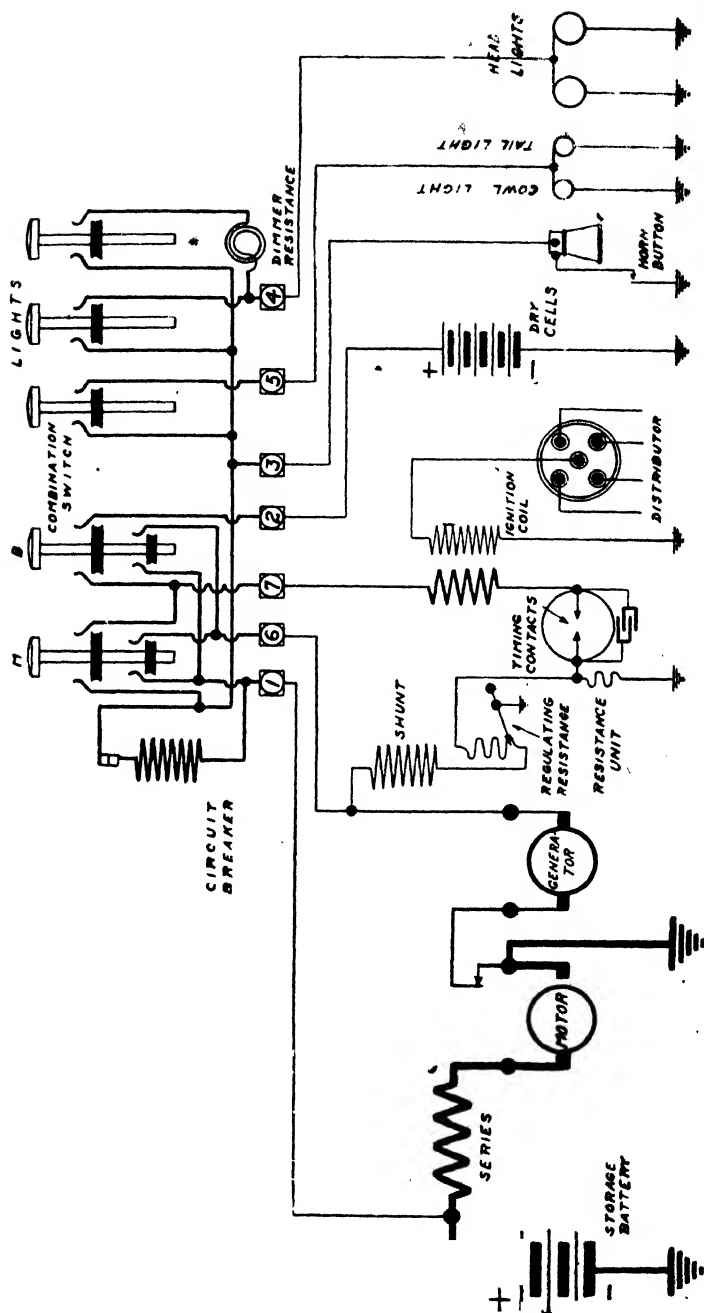 LIGHTS
COMBINATION
SWITCH
M
B
CIRCUIT
BREAKER
DIMMER
RESISTANCE
1
6
7
2
3
5
4
HEAD
LIGHTS
TAIL LIGHT
COWL LIGHT
HORN
BUTTON
+
DRY
CELLS
-
IGNITION
COIL
DISTRIBUTOR
TIMING
CONTACTS
SHUNT
REGULATING
RESISTANCE
RESISTANCE
UNIT
GENERA-
TOR
MOTOR
SERIES
+
-
STORAGE
BATTERY